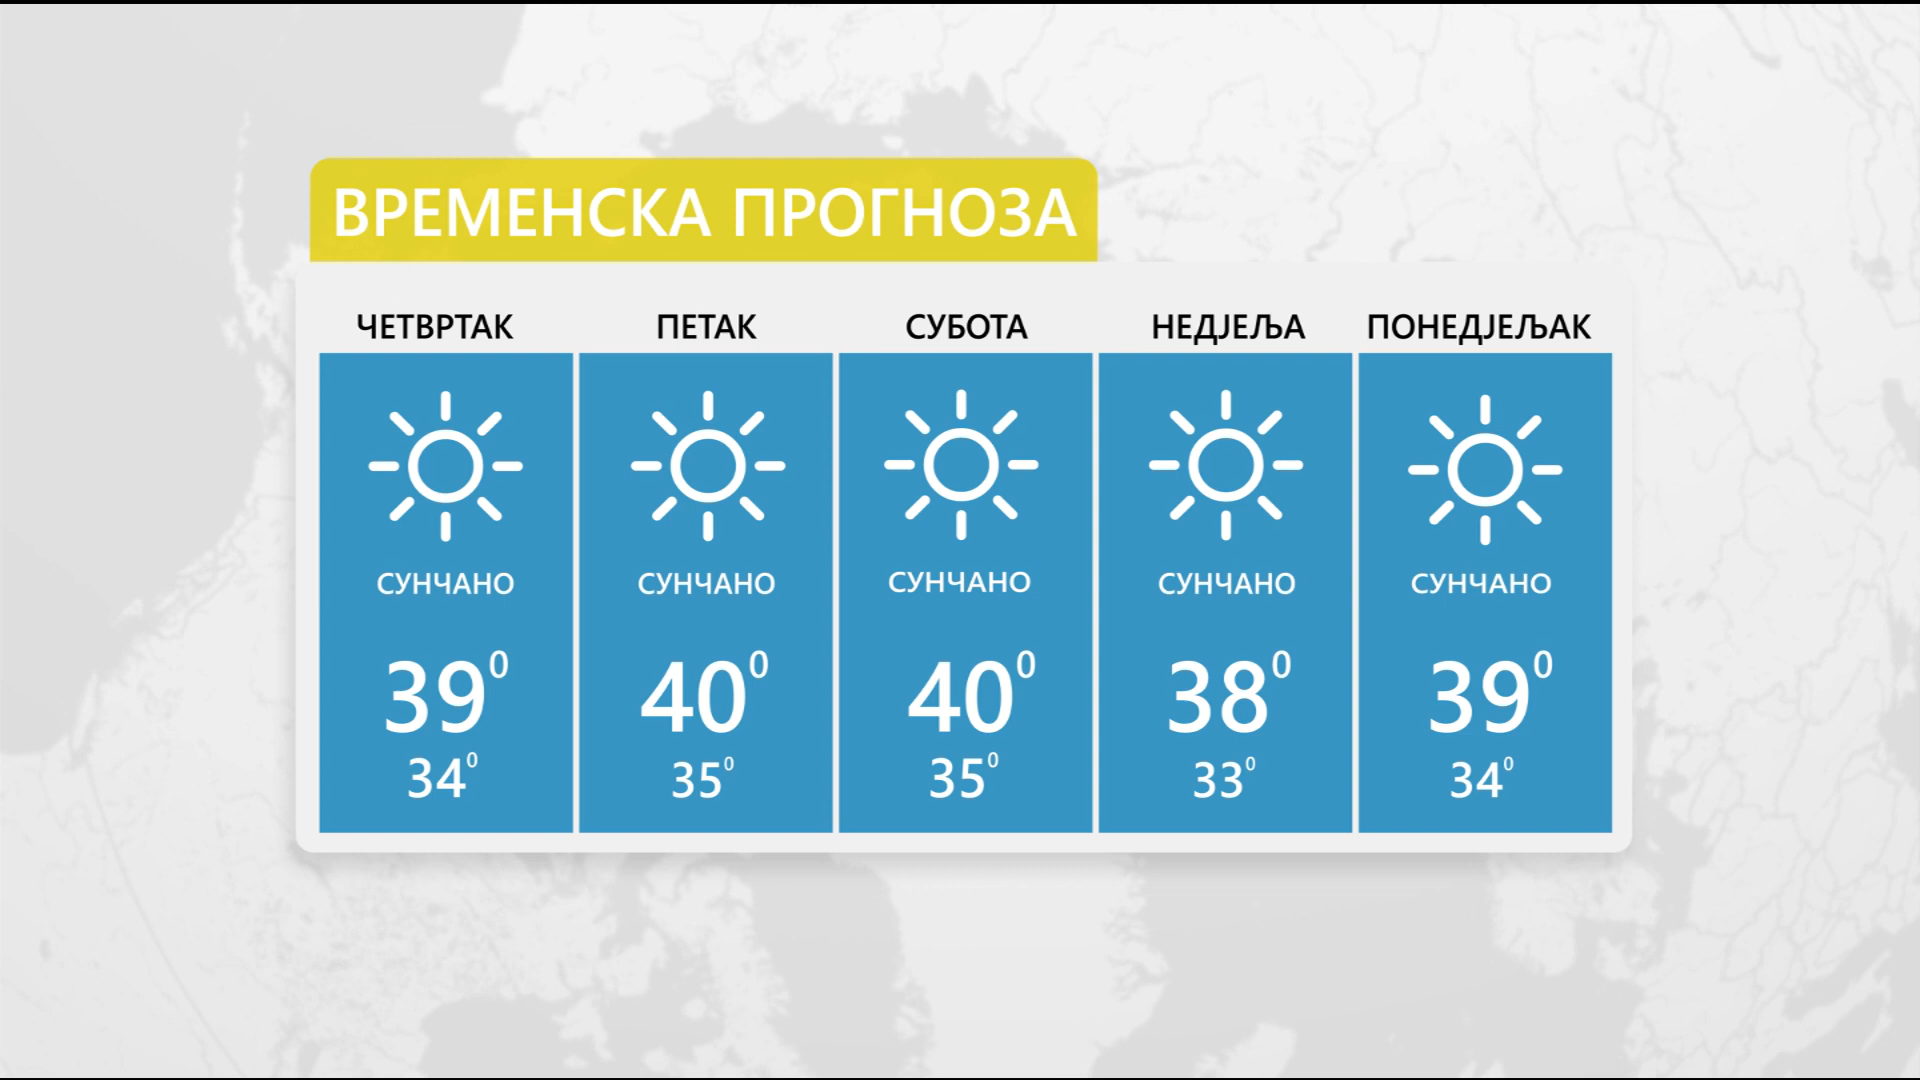 ВРЕМЕНСКА ПРОГНОЗА
ЧЕТВРТАК ПЕТАК СУБОТА НЕДЈЕЉА ПОНЕДЈЕЉАК
СУНЧАНО СУНЧАНО СУНЧАНО СУНЧАНО СУНЧАНО
39⁰ 40⁰ 40⁰ 38⁰ 39⁰
34⁰ 35⁰ 35⁰ 33⁰ 34⁰